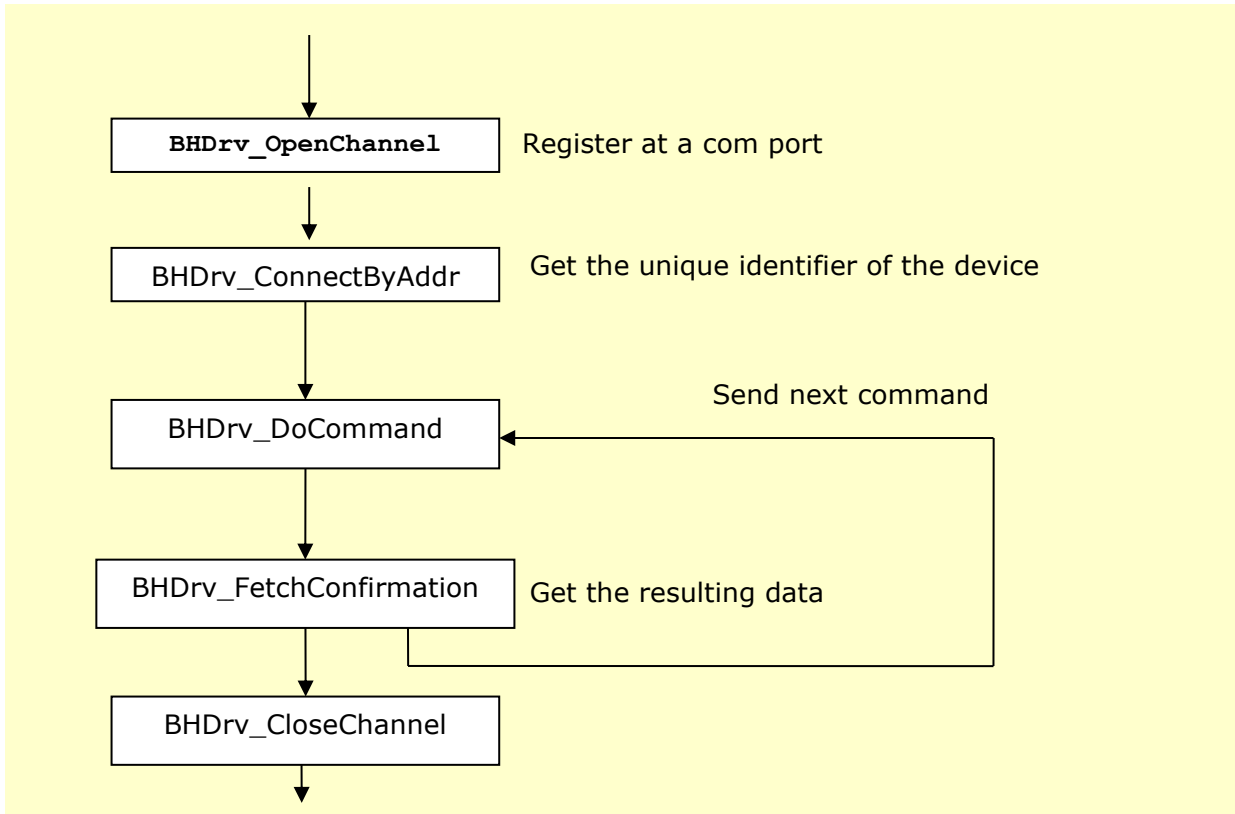 BHDrv_OpenChannel
Register at a com port
BHDrv_ConnectByAddr
Get the unique identifier of the device
Send next command
BHDrv_DoCommand
BHDrv_FetchConfirmation
Get the resulting data
BHDrv_CloseChannel